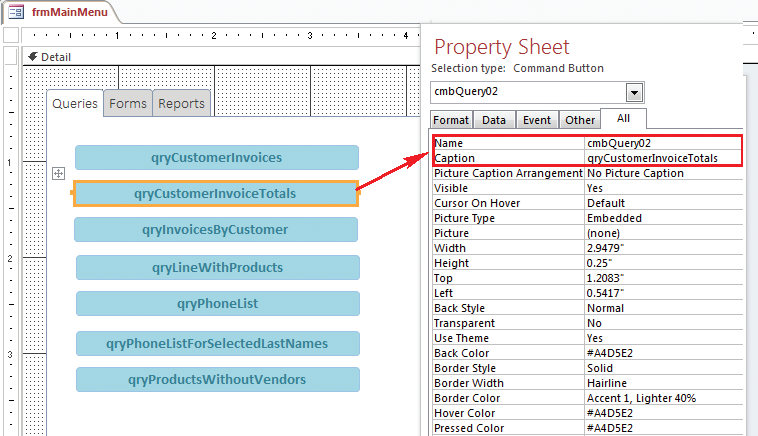 frmMainMenu
1 2 3 4
Detail
1
2
3
Queries Forms Reports
qryCustomerInvoices
qryCustomerInvoiceTotals
qryInvoicesByCustomer
qryLineWithProducts
qryPhoneList
qryPhoneListForSelectedLastNames
qryProductsWithoutVendors
Property Sheet
Selection type: Command Button
cmbQuery02
Format Data Event Other All
Name cmbQuery02
Caption qryCustomerInvoiceTotals
Picture Caption Arrangement No Picture Caption
Visible Yes
Cursor On Hover Default
Picture Type Embedded
Picture (none)
Width 2.9479"
Height 0.25"
Top 1.2083"
Left 0.5417"
Back Style Normal
Transparent No
Use Theme Yes
Back Color #A4D5E2
Border Style Solid
Border Width Hairline
Border Color Accent 1, Lighter 40%
Hover Color #A4D5E2
Pressed Color #A4D5E2